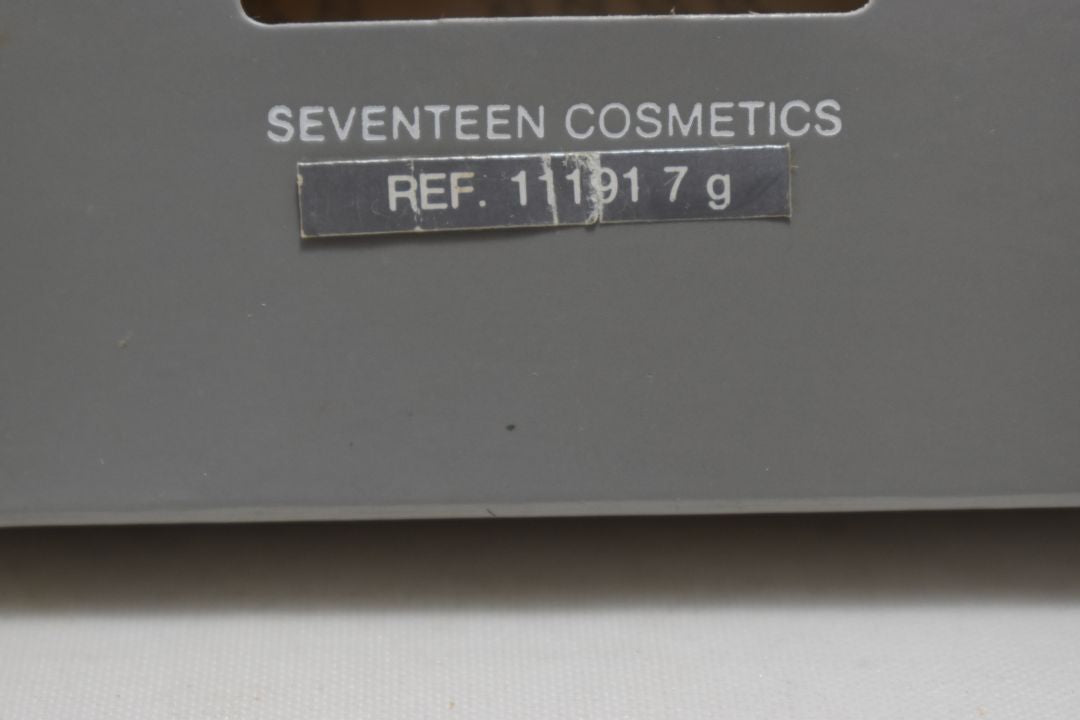 SEVENTEEN COSMETICS
REF. 11191 7 g